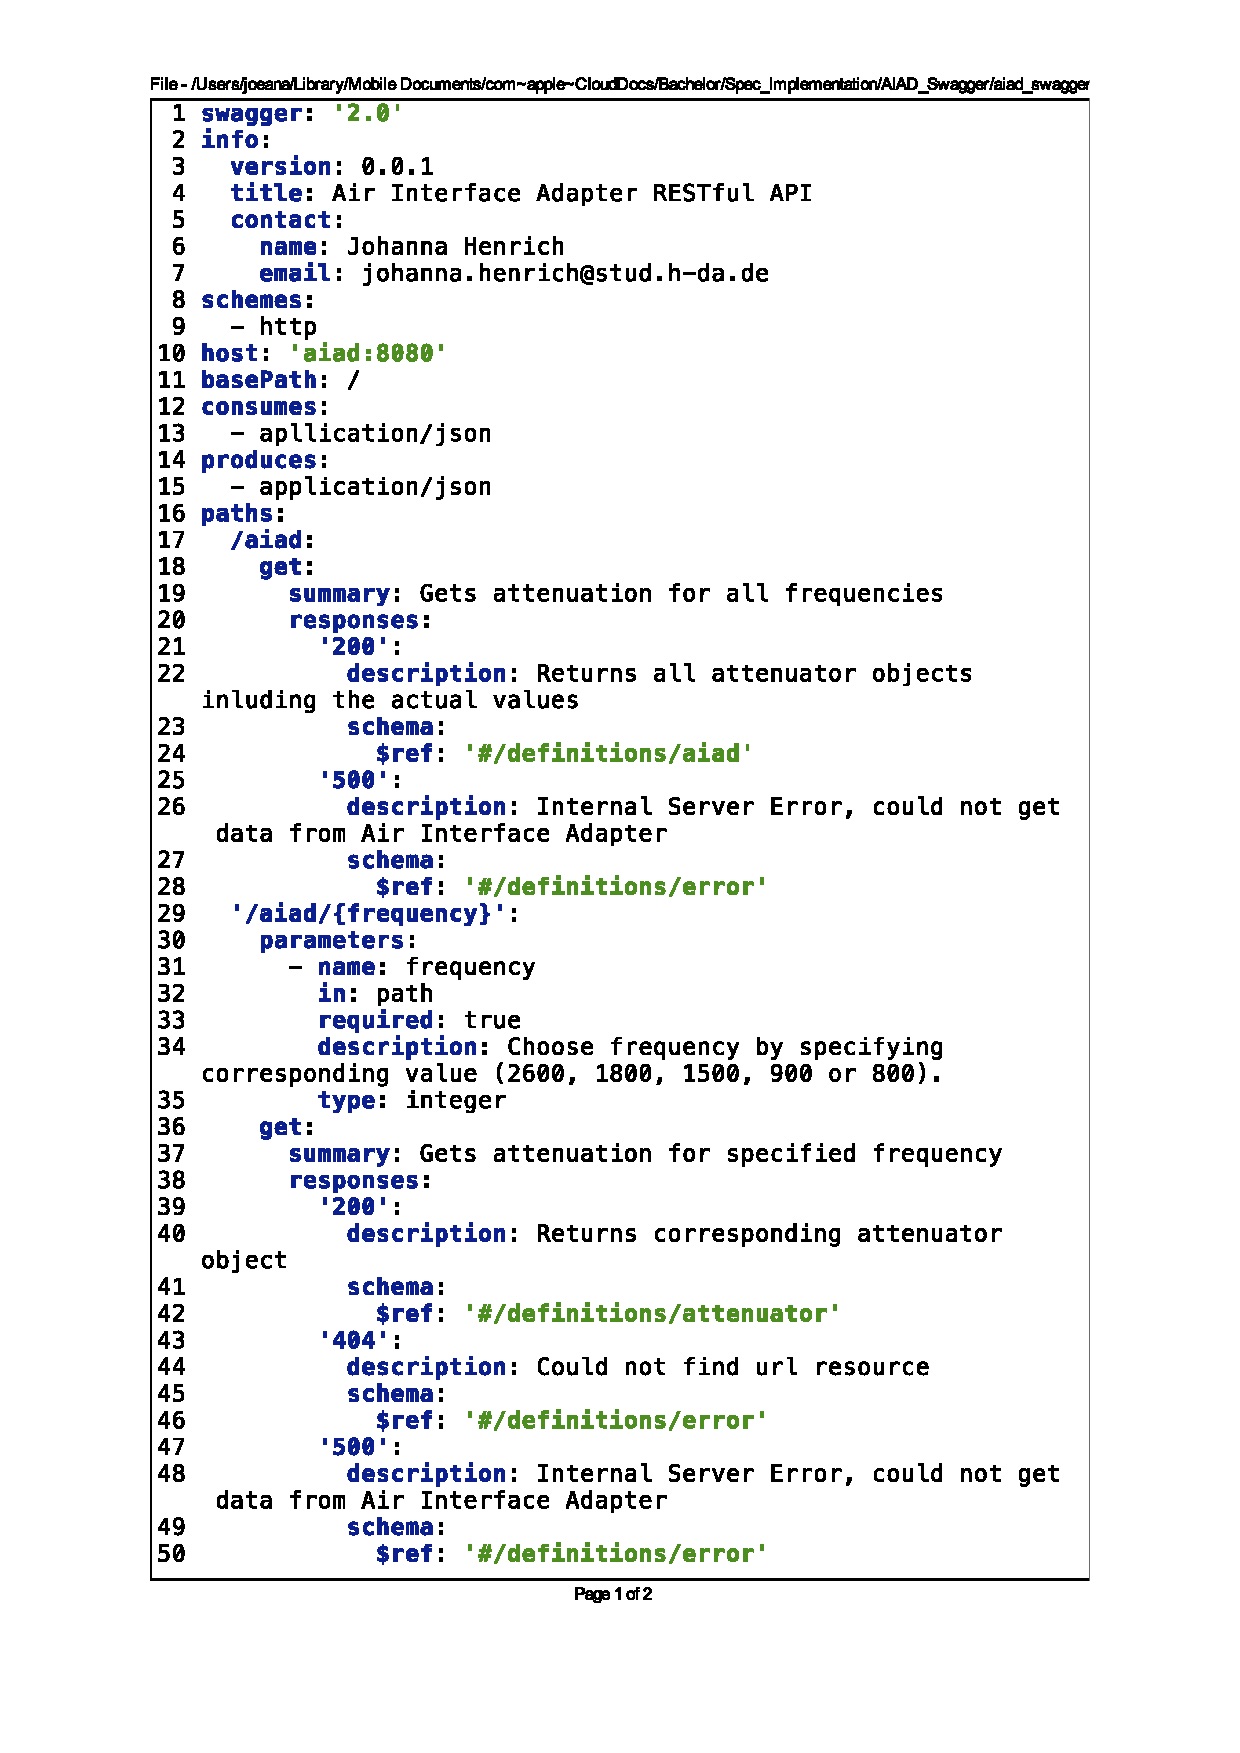 File - /Users/joeana/Library/Mobile Documents/com~apple~CloudDocs/Bachelor/Spec_Implementation/AIAD_Swagger/aiad_swagger
1 swagger: '2.0'
2 info:
3   version: 0.0.1
4   title: Air Interface Adapter RESTful API
5   contact:
6     name: Johanna Henrich
7     email: johanna.henrich@stud.h-da.de
8 schemes:
9   - http
10 host: 'aiad:8080'
11 basePath: /
12 consumes:
13   - apllication/json
14 produces:
15   - application/json
16 paths:
17   /aiad:
18     get:
19       summary: Gets attenuation for all frequencies
20       responses:
21         '200':
22           description: Returns all attenuator objects
inluding the actual values
23           schema:
24             $ref: '#/definitions/aiad'
25         '500':
26           description: Internal Server Error, could not get
data from Air Interface Adapter
27           schema:
28             $ref: '#/definitions/error'
29   '/aiad/{frequency}':
30     parameters:
31       - name: frequency
32         in: path
33         required: true
34         description: Choose frequency by specifying
corresponding value (2600, 1800, 1500, 900 or 800).
35         type: integer
36     get:
37       summary: Gets attenuation for specified frequency
38       responses:
39         '200':
40           description: Returns corresponding attenuator
object
41           schema:
42             $ref: '#/definitions/attenuator'
43         '404':
44           description: Could not find url resource
45           schema:
46             $ref: '#/definitions/error'
47         '500':
48           description: Internal Server Error, could not get
data from Air Interface Adapter
49           schema:
50             $ref: '#/definitions/error'
Page 1 of 2